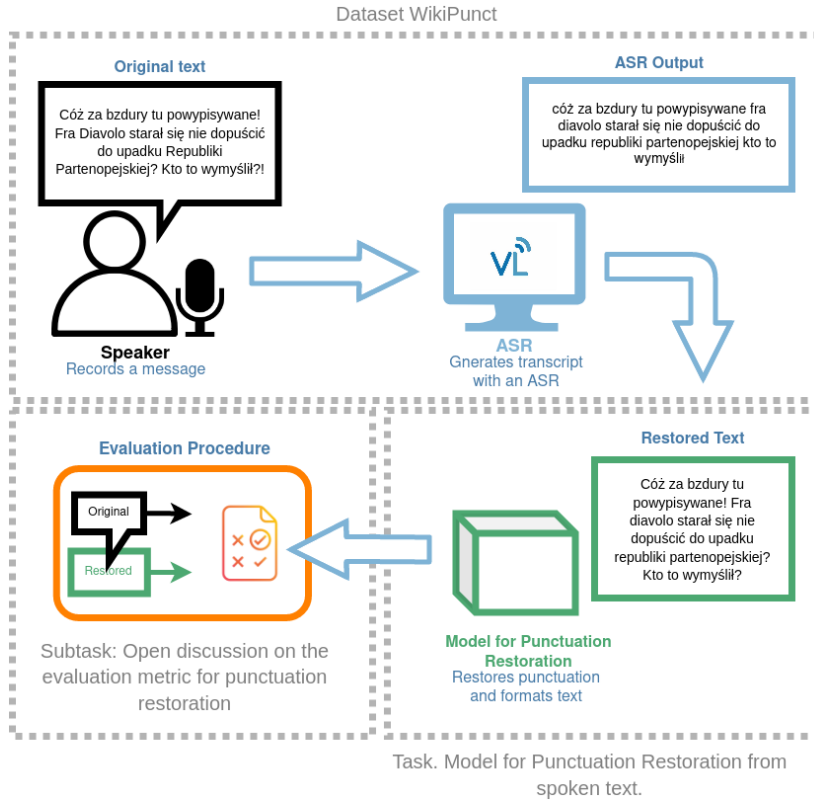 Dataset WikiPunct
Original text
Cóż za bzdury tu powypisywane!
Fra Diavolo starał się nie dopuścić
do upadku Republiki
Partenopejskiej? Kto to wymyślił?!
Speaker
Records a message
ASR Output
cóż za bzdury tu powypisywane fra
diavolo starał się nie dopuścić do
upadku republiki partenopejskiej kto to
wymyślił
VL
ASR
Gnerates transcript
with an ASR
Evaluation Procedure
Original
Restored
Subtask: Open discussion on the
evaluation metric for punctuation
restoration
Restored Text
Cóż za bzdury tu
powypisywane! Fra
diavolo starał się nie
dopuścić do upadku
republiki partenopejskiej?
Kto to wymyślił?
Model for Punctuation
Restoration
Restores punctuation
and formats text
Task. Model for Punctuation Restoration from
spoken text.